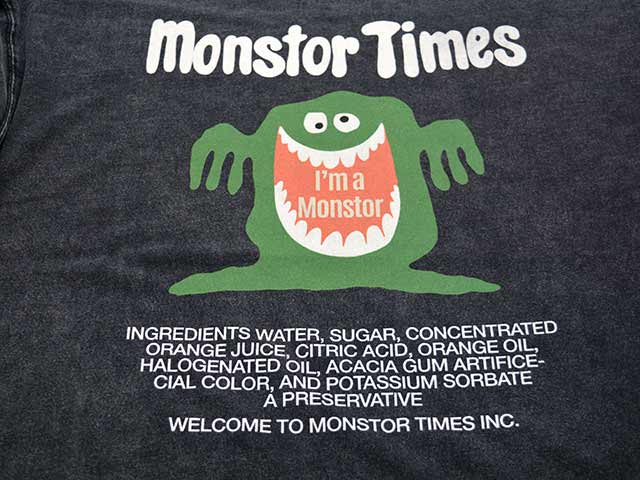 Monstor Times
I'm a
Monstor
INGREDIENTS WATER, SUGAR, CONCENTRATED
ORANGE JUICE, CITRIC ACID, ORANGE OIL,
HALOGENATED OIL, ACACIA GUM ARTIFICE-
CIAL COLOR, AND POTASSIUM SORBATE
A PRESERVATIVE
WELCOME TO MONSTOR TIMES INC.